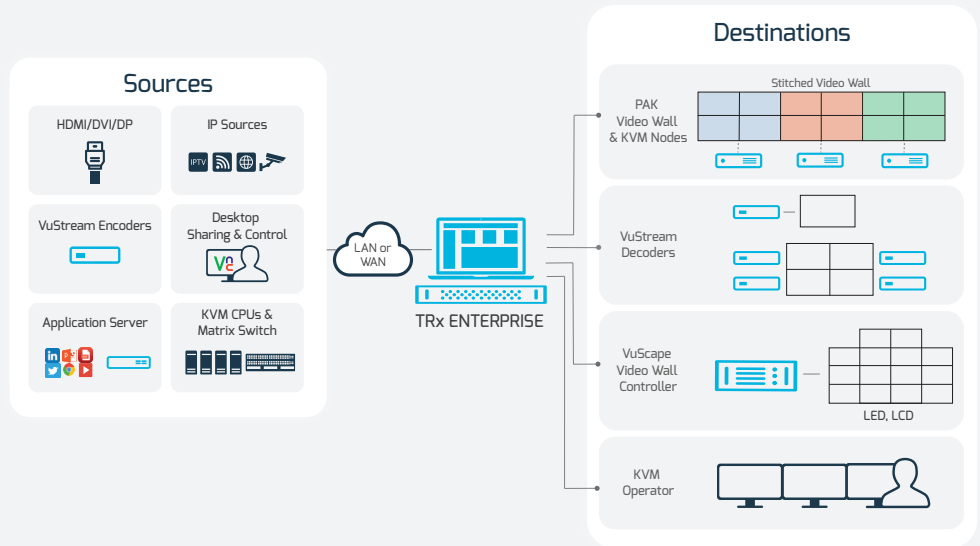 Sources
HDMI/DVI/DP
IP Sources
IPTV
VuStream Encoders
Desktop
Sharing & Control
Vnc
Application Server
in
KVM CPUs &
Matrix Switch
LAN or
WAN
TRx ENTERPRISE
Destinations
PAK
Video Wall
& KVM Nodes
Stitched Video Wall
VuStream
Decoders
VuScape
Video Wall
Controller
LED, LCD
KVM
Operator